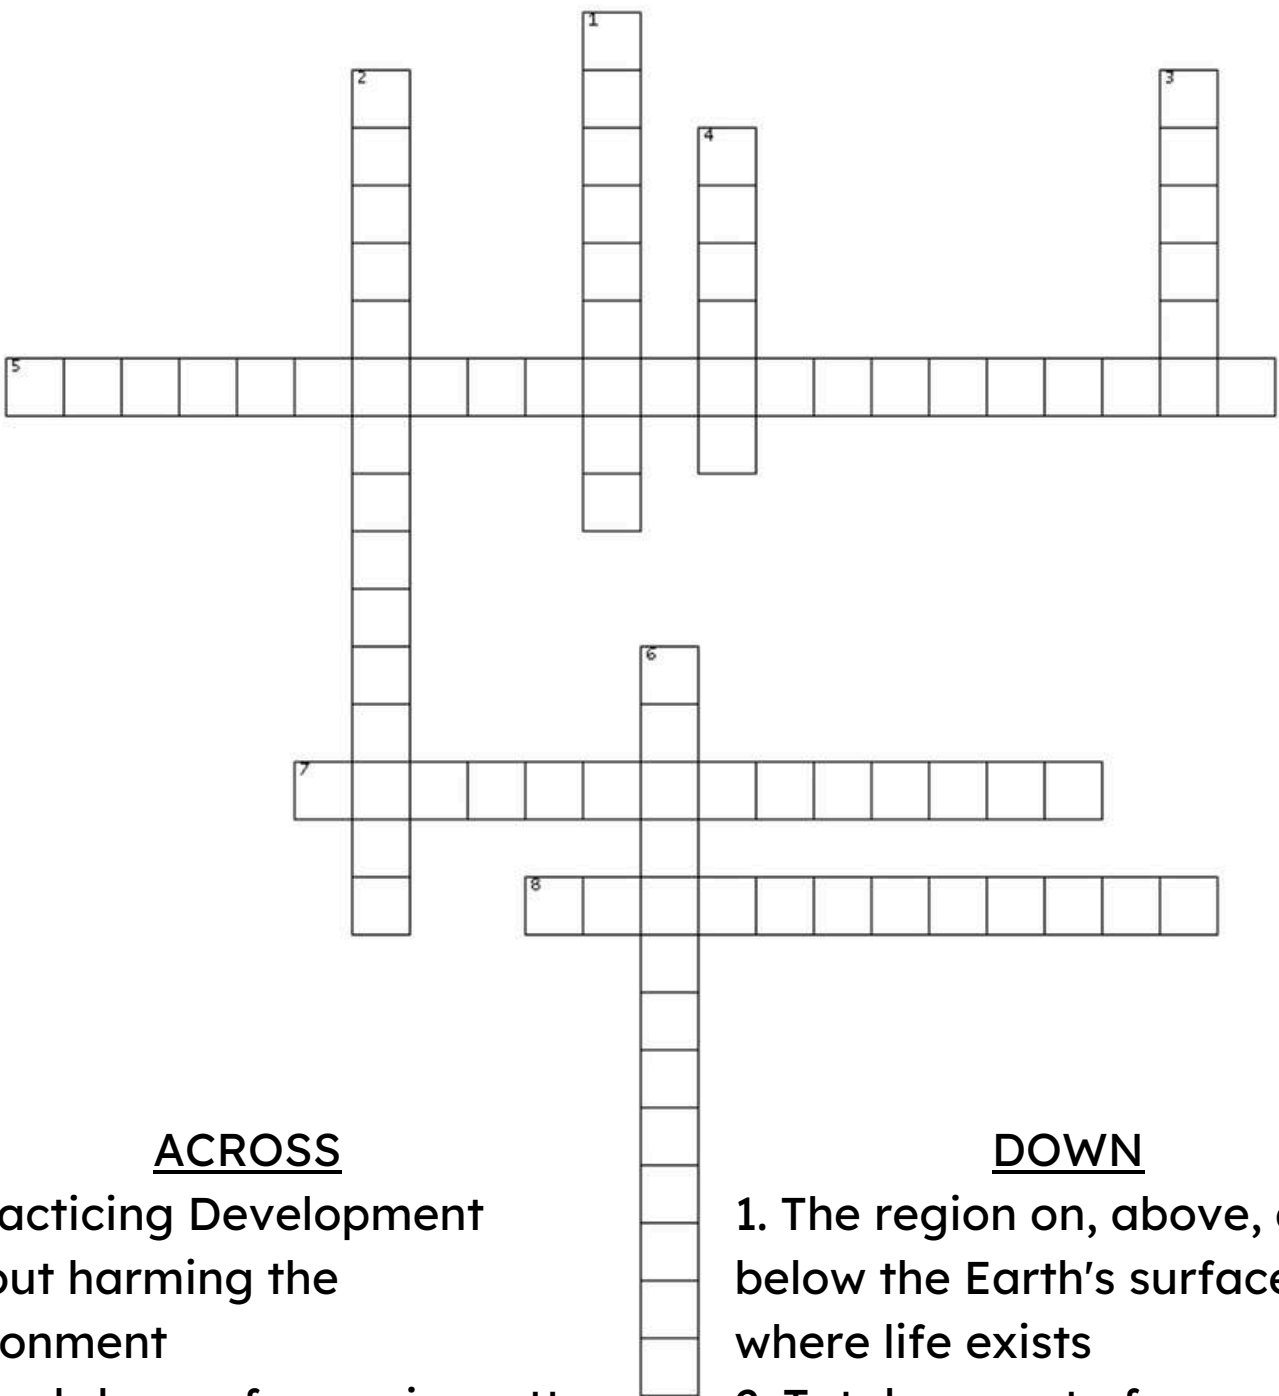 1
2
3
4
5
6
7
8
ACROSS
acticing Development
out harming the
onment
DOWN
1. The region on, above,
below the Earth's surface
where life exists